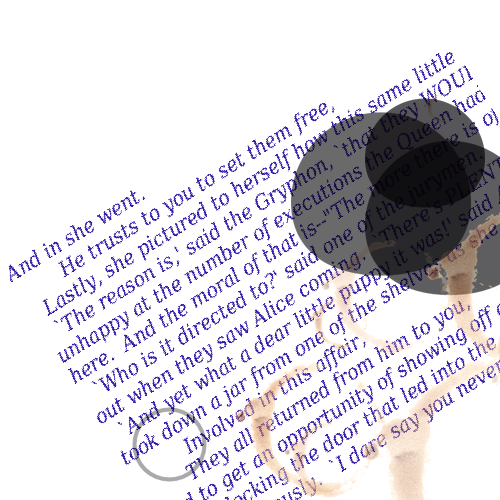 And in she went.
He trusts to you to set them free,
Lastly, she pictured to herself how this same little
`The reason is,' said the Gryphon, `that they WOUL
unhappy at the number of executions the Queen had
here. And the moral of that is--"The more there is of
`Who is it directed to?' said one of the jurymen.
out when they saw Alice coming. `There's PLENT
`And yet what a dear little puppy it was!' said
took down a jar from one of the shelves as she
Involved in this affair,
They all returned from him to you,
to get an opportunity of showing off
the door that led into the
`I dare say you never